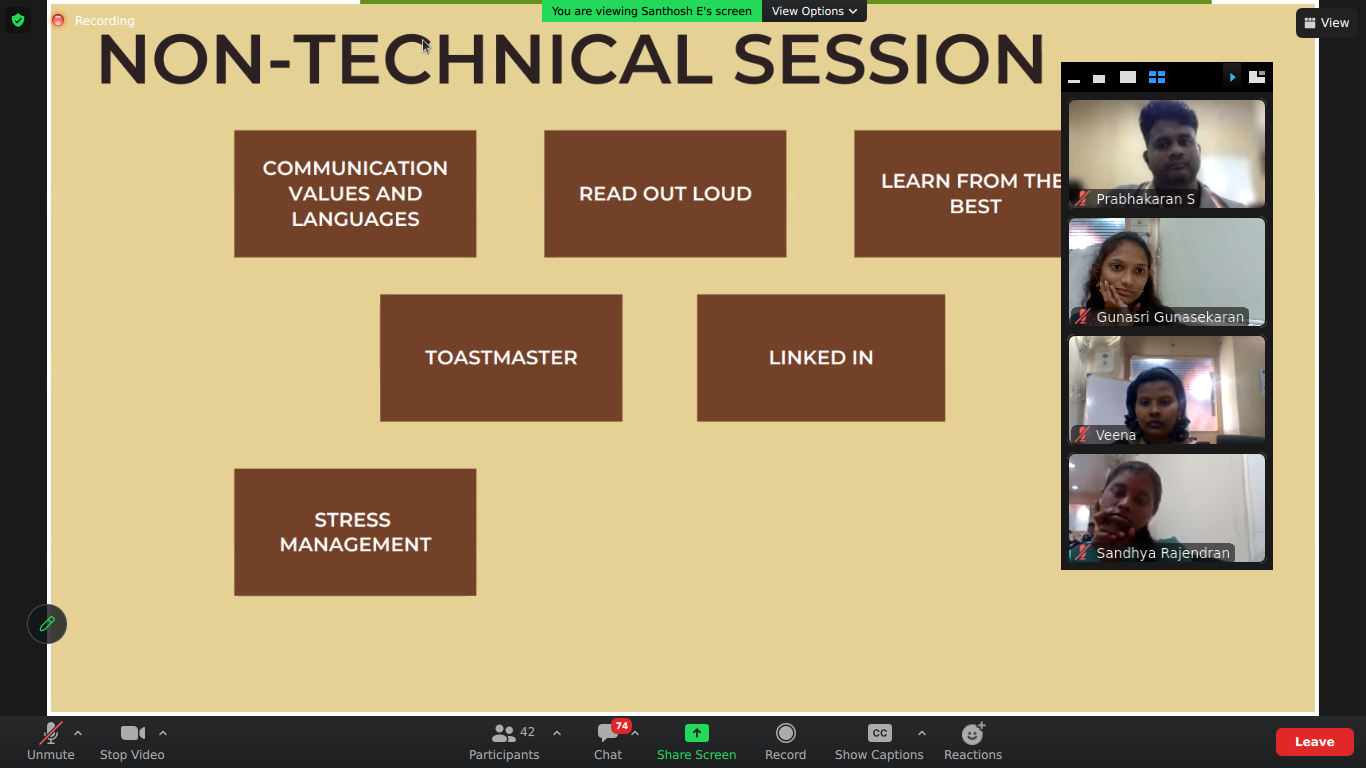 You are viewing Santhosh E's screen
View Options
Recording
View
NON-TECHNICAL SESSION
COMMUNICATION
VALUES AND
LANGUAGES
READ OUT LOUD
LEARN FROM THE
BEST
TOASTMASTER
LINKED IN
STRESS
MANAGEMENT
Prabhakaran S
Gunasri Gunasekaran
Veena
Sandhya Rajendran
Unmute
Stop Video
42
Participants
74
Chat
Share Screen
Record
CC
Show Captions
Reactions
Leave